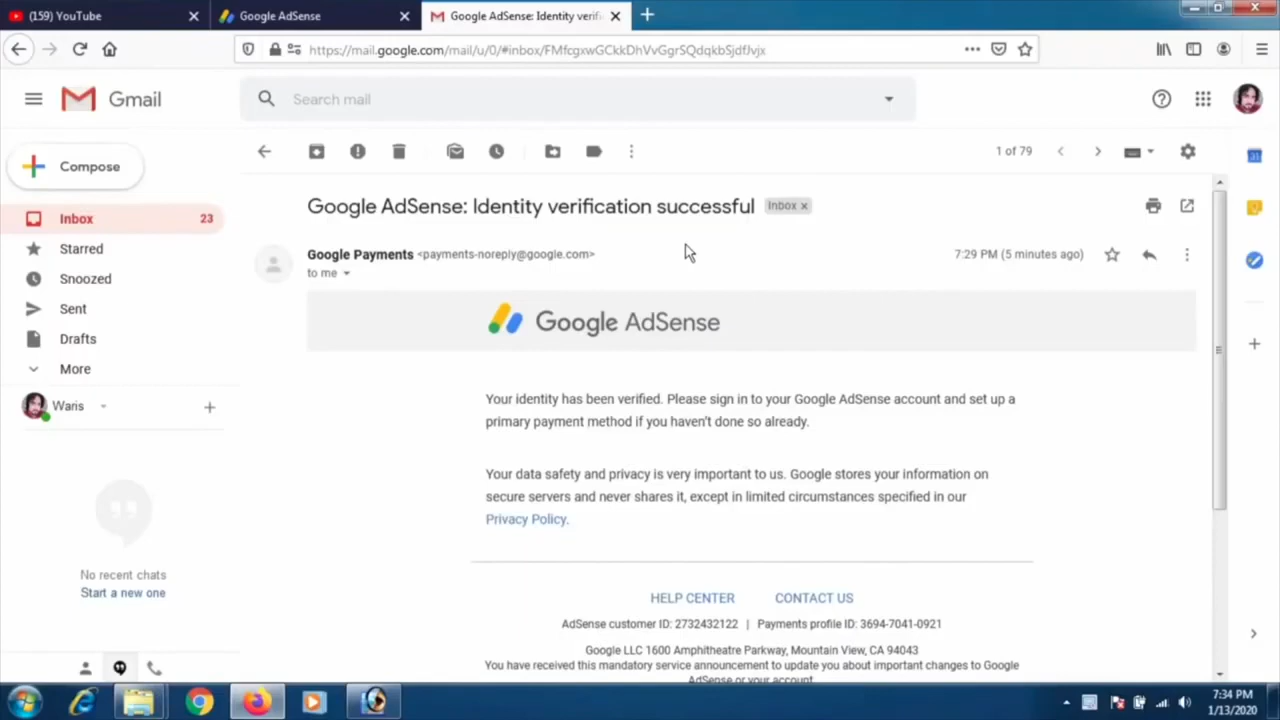 (159) YouTube
Google AdSense
Google AdSense: Identity verifi
https://mail.google.com/mail/u/0/#inbox/FMfcgxwGCkkDhVvGgrSQdqkbSjdfJvjx
Gmail
Search mail
1 of 79
Compose
Inbox 23
Starred
Snoozed
Sent
Drafts
More
Waris
No recent chats
Start a new one
Google AdSense: Identity verification successful Inbox x
Google Payments <payments-noreply@google.com> 7:29 PM (5 minutes ago)
to me
Google AdSense
Your identity has been verified. Please sign in to your Google AdSense account and set up a
primary payment method if you haven't done so already.
Your data safety and privacy is very important to us. Google stores your information on
secure servers and never shares it, except in limited circumstances specified in our
Privacy Policy.
HELP CENTER CONTACT US
AdSense customer ID: 2732432122 | Payments profile ID: 3694-7041-0921
Google LLC 1600 Amphitheatre Parkway, Mountain View, CA 94043
You have received this mandatory service announcement to update you about important changes to Google
AdSense or your account.
7:34 PM
1/13/2020